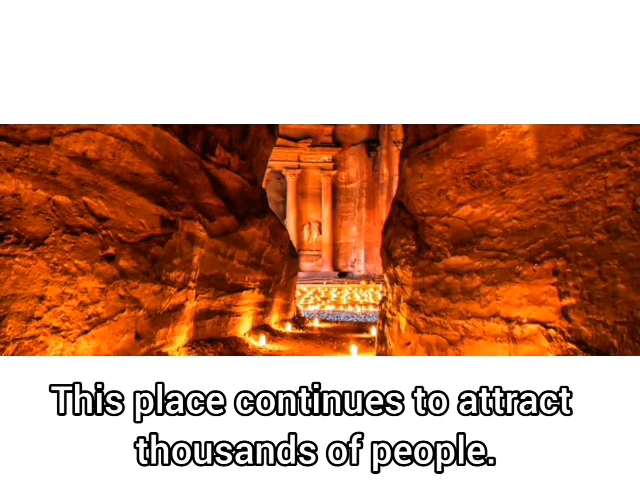 This place continues to attract
thousands of people.